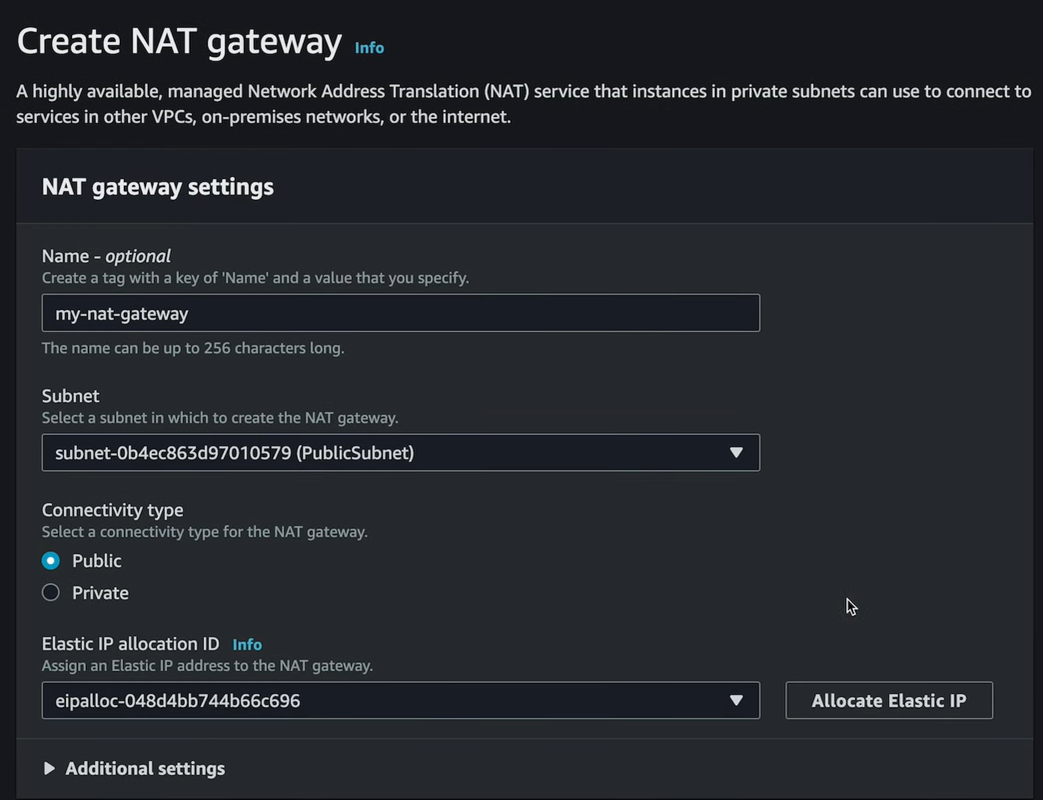 Create NAT gateway Info
A highly available, managed Network Address Translation (NAT) service that instances in private subnets can use to connect to
services in other VPCs, on-premises networks, or the internet.
NAT gateway settings
Name - optional
Create a tag with a key of 'Name' and a value that you specify.
my-nat-gateway
The name can be up to 256 characters long.
Subnet
Select a subnet in which to create the NAT gateway.
subnet-0b4ec863d97010579 (PublicSubnet)
Connectivity type
Select a connectivity type for the NAT gateway.
Public
Private
Elastic IP allocation ID Info
Assign an Elastic IP address to the NAT gateway.
eipalloc-048d4bb744b66c696 Allocate Elastic IP
Additional settings